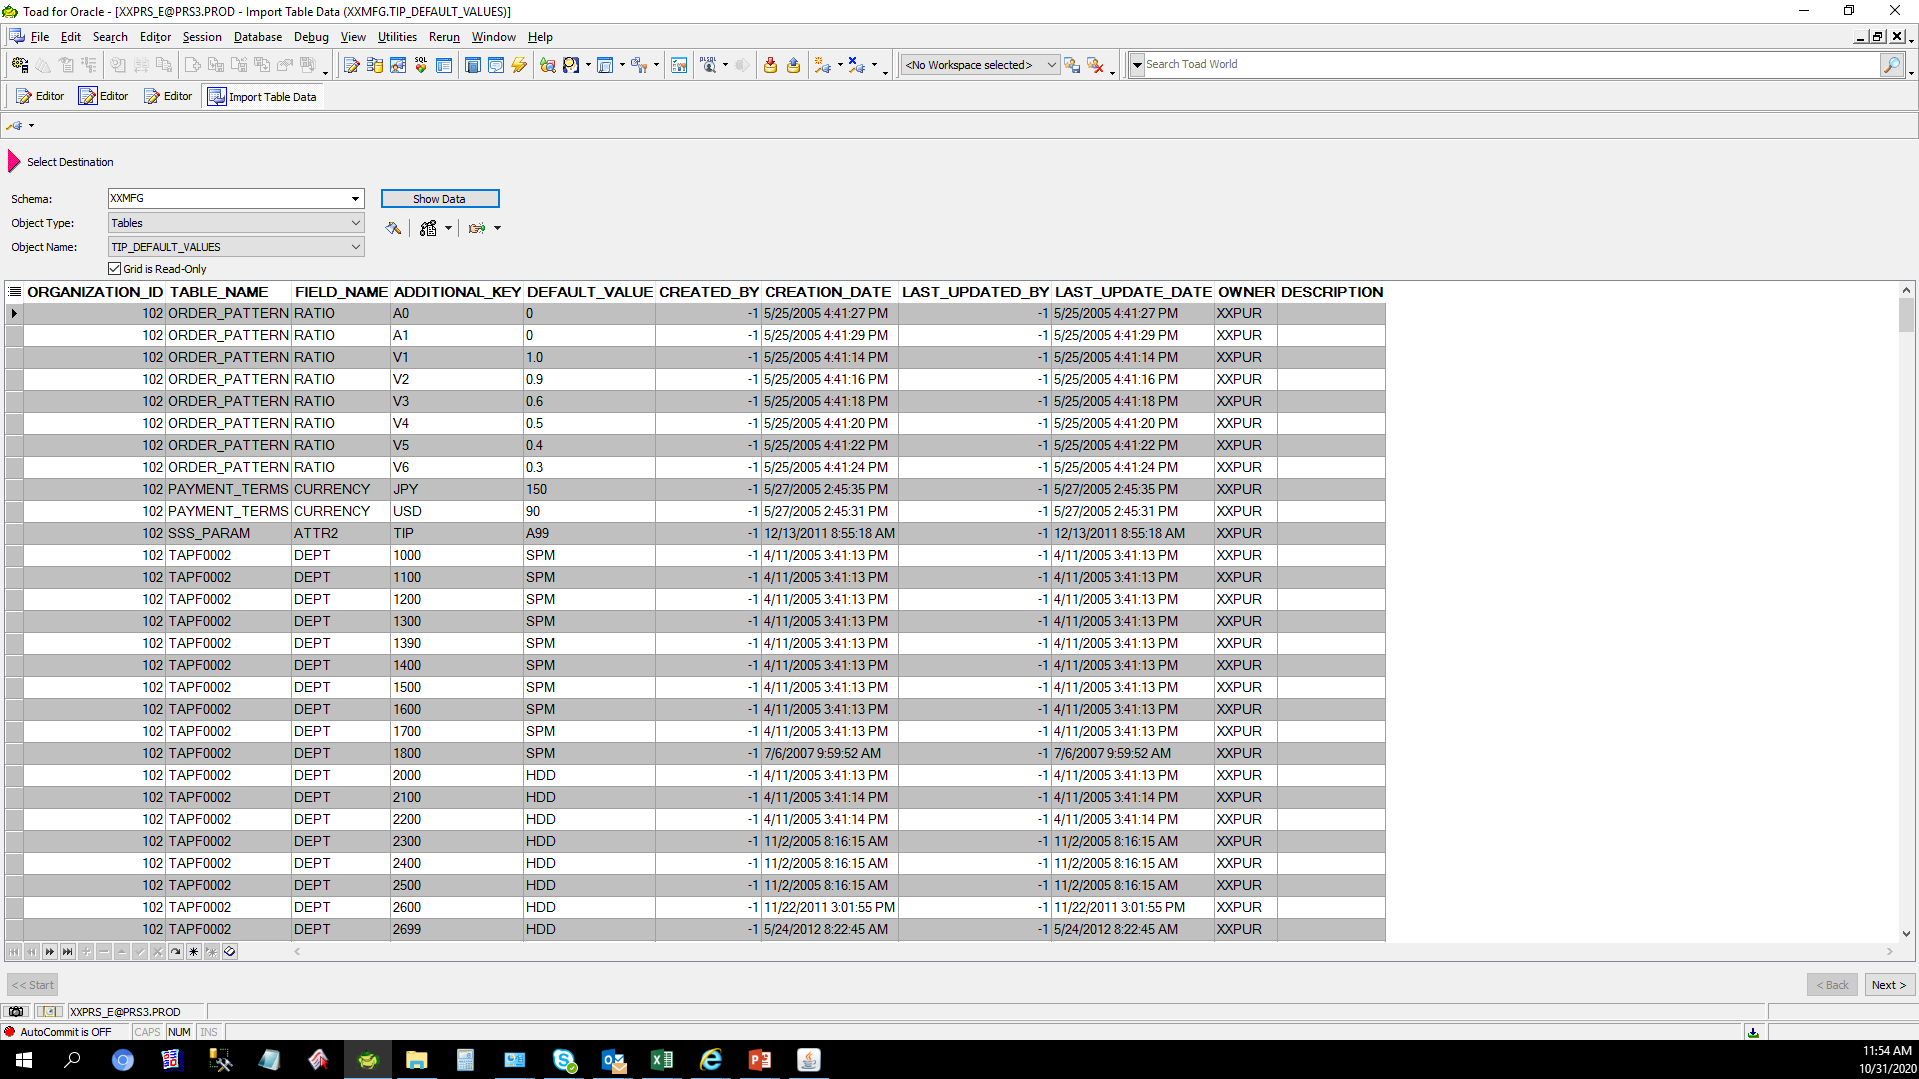 Toad for Oracle - [XXPRS_E@PRS3.PROD - Import Table Data (XXMFG.TIP_DEFAULT_VALUES)]
File Edit Search Editor Session Database Debug View Utilities Rerun Window Help
SQL <No Workspace selected> Search Toad World
Editor Editor Editor Import Table Data
Select Destination
Schema: XXMFG Show Data
Object Type: Tables
Object Name: TIP_DEFAULT_VALUES
Grid is Read-Only
ORGANIZATION_ID TABLE_NAME FIELD_NAME ADDITIONAL_KEY DEFAULT_VALUE CREATED_BY CREATION_DATE LAST_UPDATED_BY LAST_UPDATE_DATE OWNER DESCRIPTION
102 ORDER_PATTERN RATIO A0 0 -1 5/25/2005 4:41:27 PM -1 5/25/2005 4:41:27 PM XXPUR
102 ORDER_PATTERN RATIO A1 0 -1 5/25/2005 4:41:29 PM -1 5/25/2005 4:41:29 PM XXPUR
102 ORDER_PATTERN RATIO V1 1.0 -1 5/25/2005 4:41:14 PM -1 5/25/2005 4:41:14 PM XXPUR
102 ORDER_PATTERN RATIO V2 0.9 -1 5/25/2005 4:41:16 PM -1 5/25/2005 4:41:16 PM XXPUR
102 ORDER_PATTERN RATIO V3 0.6 -1 5/25/2005 4:41:18 PM -1 5/25/2005 4:41:18 PM XXPUR
102 ORDER_PATTERN RATIO V4 0.5 -1 5/25/2005 4:41:20 PM -1 5/25/2005 4:41:20 PM XXPUR
102 ORDER_PATTERN RATIO V5 0.4 -1 5/25/2005 4:41:22 PM -1 5/25/2005 4:41:22 PM XXPUR
102 ORDER_PATTERN RATIO V6 0.3 -1 5/25/2005 4:41:24 PM -1 5/25/2005 4:41:24 PM XXPUR
102 PAYMENT_TERMS CURRENCY JPY 150 -1 5/27/2005 2:45:35 PM -1 5/27/2005 2:45:35 PM XXPUR
102 PAYMENT_TERMS CURRENCY USD 90 -1 5/27/2005 2:45:31 PM -1 5/27/2005 2:45:31 PM XXPUR
102 SSS_PARAM ATTR2 TIP A99 -1 12/13/2011 8:55:18 AM -1 12/13/2011 8:55:18 AM XXPUR
102 TAPF0002 DEPT 1000 SPM -1 4/11/2005 3:41:13 PM -1 4/11/2005 3:41:13 PM XXPUR
102 TAPF0002 DEPT 1100 SPM -1 4/11/2005 3:41:13 PM -1 4/11/2005 3:41:13 PM XXPUR
102 TAPF0002 DEPT 1200 SPM -1 4/11/2005 3:41:13 PM -1 4/11/2005 3:41:13 PM XXPUR
102 TAPF0002 DEPT 1300 SPM -1 4/11/2005 3:41:13 PM -1 4/11/2005 3:41:13 PM XXPUR
102 TAPF0002 DEPT 1390 SPM -1 4/11/2005 3:41:13 PM -1 4/11/2005 3:41:13 PM XXPUR
102 TAPF0002 DEPT 1400 SPM -1 4/11/2005 3:41:13 PM -1 4/11/2005 3:41:13 PM XXPUR
102 TAPF0002 DEPT 1500 SPM -1 4/11/2005 3:41:13 PM -1 4/11/2005 3:41:13 PM XXPUR
102 TAPF0002 DEPT 1600 SPM -1 4/11/2005 3:41:13 PM -1 4/11/2005 3:41:13 PM XXPUR
102 TAPF0002 DEPT 1700 SPM -1 4/11/2005 3:41:13 PM -1 4/11/2005 3:41:13 PM XXPUR
102 TAPF0002 DEPT 1800 SPM -1 7/6/2007 9:59:52 AM -1 7/6/2007 9:59:52 AM XXPUR
102 TAPF0002 DEPT 2000 HDD -1 4/11/2005 3:41:13 PM -1 4/11/2005 3:41:13 PM XXPUR
102 TAPF0002 DEPT 2100 HDD -1 4/11/2005 3:41:14 PM -1 4/11/2005 3:41:14 PM XXPUR
102 TAPF0002 DEPT 2200 HDD -1 4/11/2005 3:41:14 PM -1 4/11/2005 3:41:14 PM XXPUR
102 TAPF0002 DEPT 2300 HDD -1 11/2/2005 8:16:15 AM -1 11/2/2005 8:16:15 AM XXPUR
102 TAPF0002 DEPT 2400 HDD -1 11/2/2005 8:16:15 AM -1 11/2/2005 8:16:15 AM XXPUR
102 TAPF0002 DEPT 2500 HDD -1 11/2/2005 8:16:15 AM -1 11/2/2005 8:16:15 AM XXPUR
102 TAPF0002 DEPT 2600 HDD -1 11/22/2011 3:01:55 PM -1 11/22/2011 3:01:55 PM XXPUR
102 TAPF0002 DEPT 2699 HDD -1 5/24/2012 8:22:45 AM -1 5/24/2012 8:22:45 AM XXPUR
<< Start < Back Next >
XXPRS_E@PRS3.PROD
AutoCommit is OFF CAPS NUM INS
11:54 AM
10/31/2020